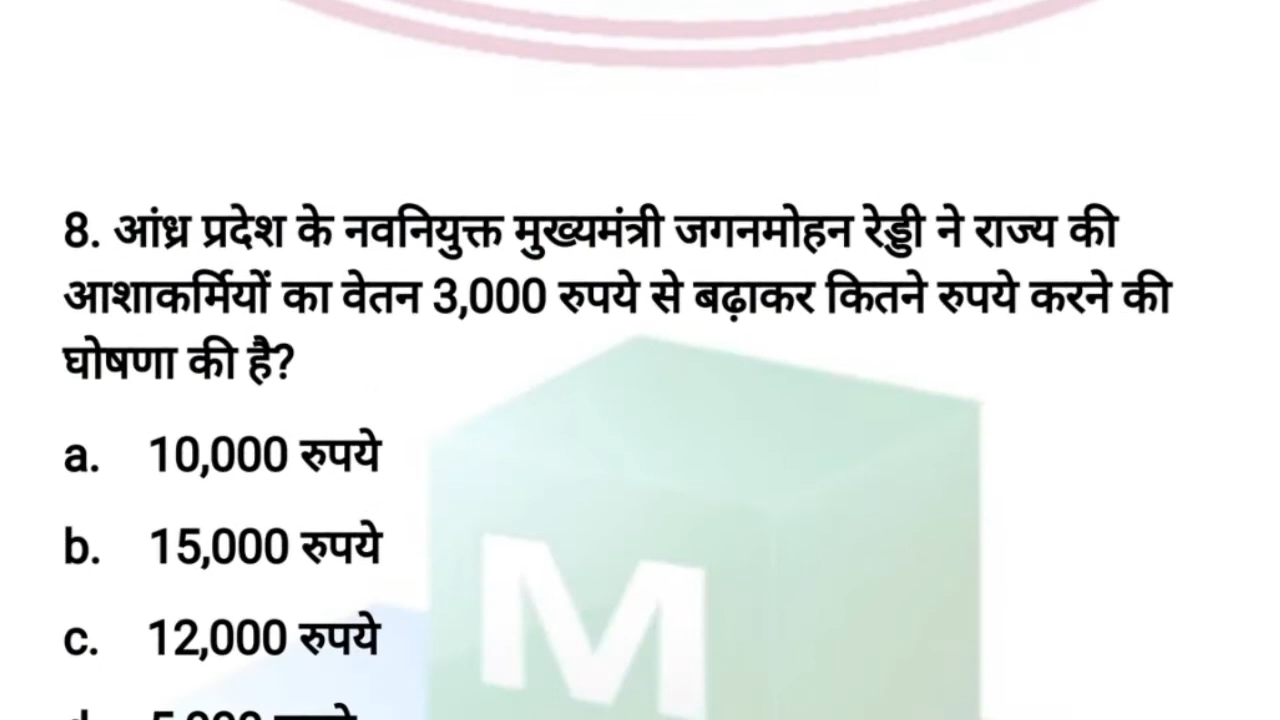 8. आंध्र प्रदेश के नवनियुक्त मुख्यमंत्री जगनमोहन रेड्डी ने राज्य की
आशाकर्मियों का वेतन 3,000 रुपये से बढ़ाकर कितने रुपये करने की
घोषणा की है?
a. 10,000 रुपये
b. 15,000 रुपये
c. 12,000 रुपये
M